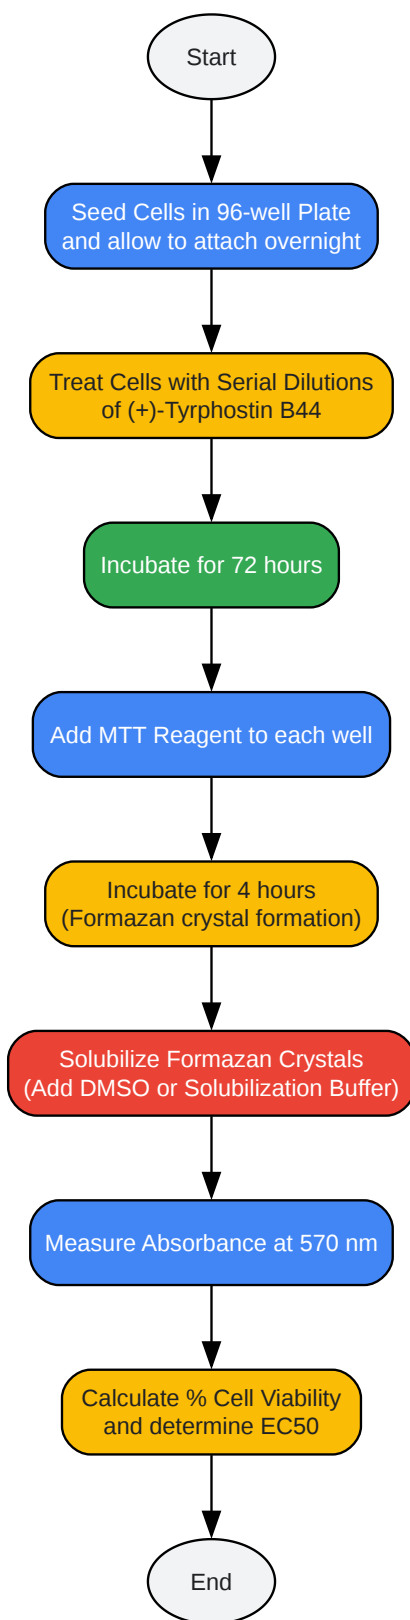 Start
Seed Cells in 96-well Plate
and allow to attach overnight
Treat Cells with Serial Dilutions
of (+)-Tyrphostin B44
Incubate for 72 hours
Add MTT Reagent to each well
Incubate for 4 hours
(Formazan crystal formation)
Solubilize Formazan Crystals
(Add DMSO or Solubilization Buffer)
Measure Absorbance at 570 nm
Calculate % Cell Viability
and determine EC50
End